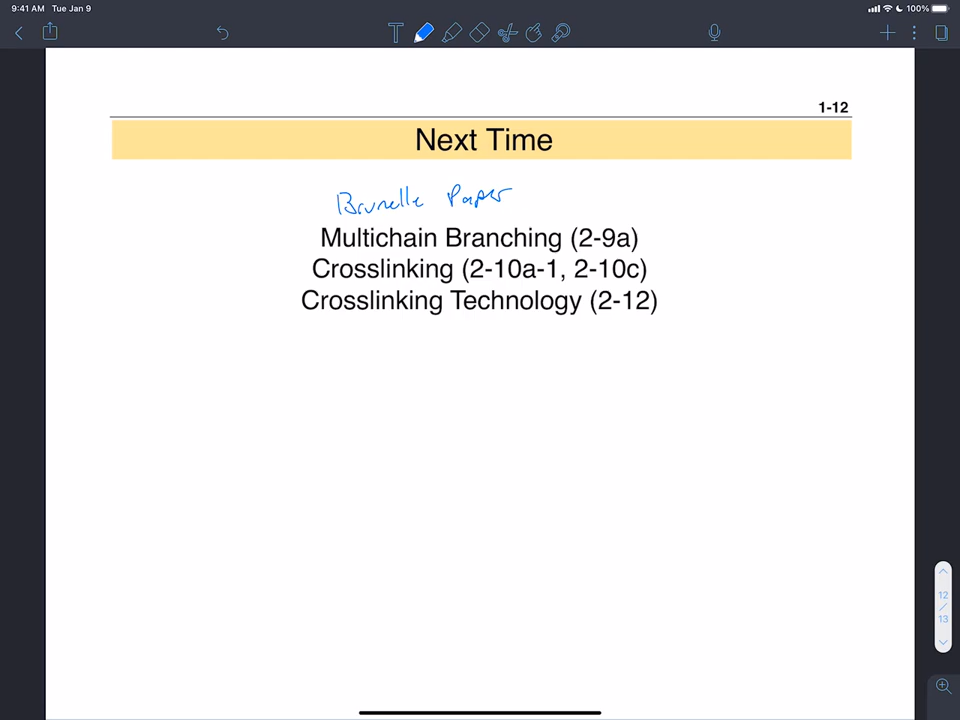 9:41 AM Tue Jan 9
100%
T
1-12
Next Time
Brunelle Paper
Multichain Branching (2-9a)
Crosslinking (2-10a-1, 2-10c)
Crosslinking Technology (2-12)
12
/
13